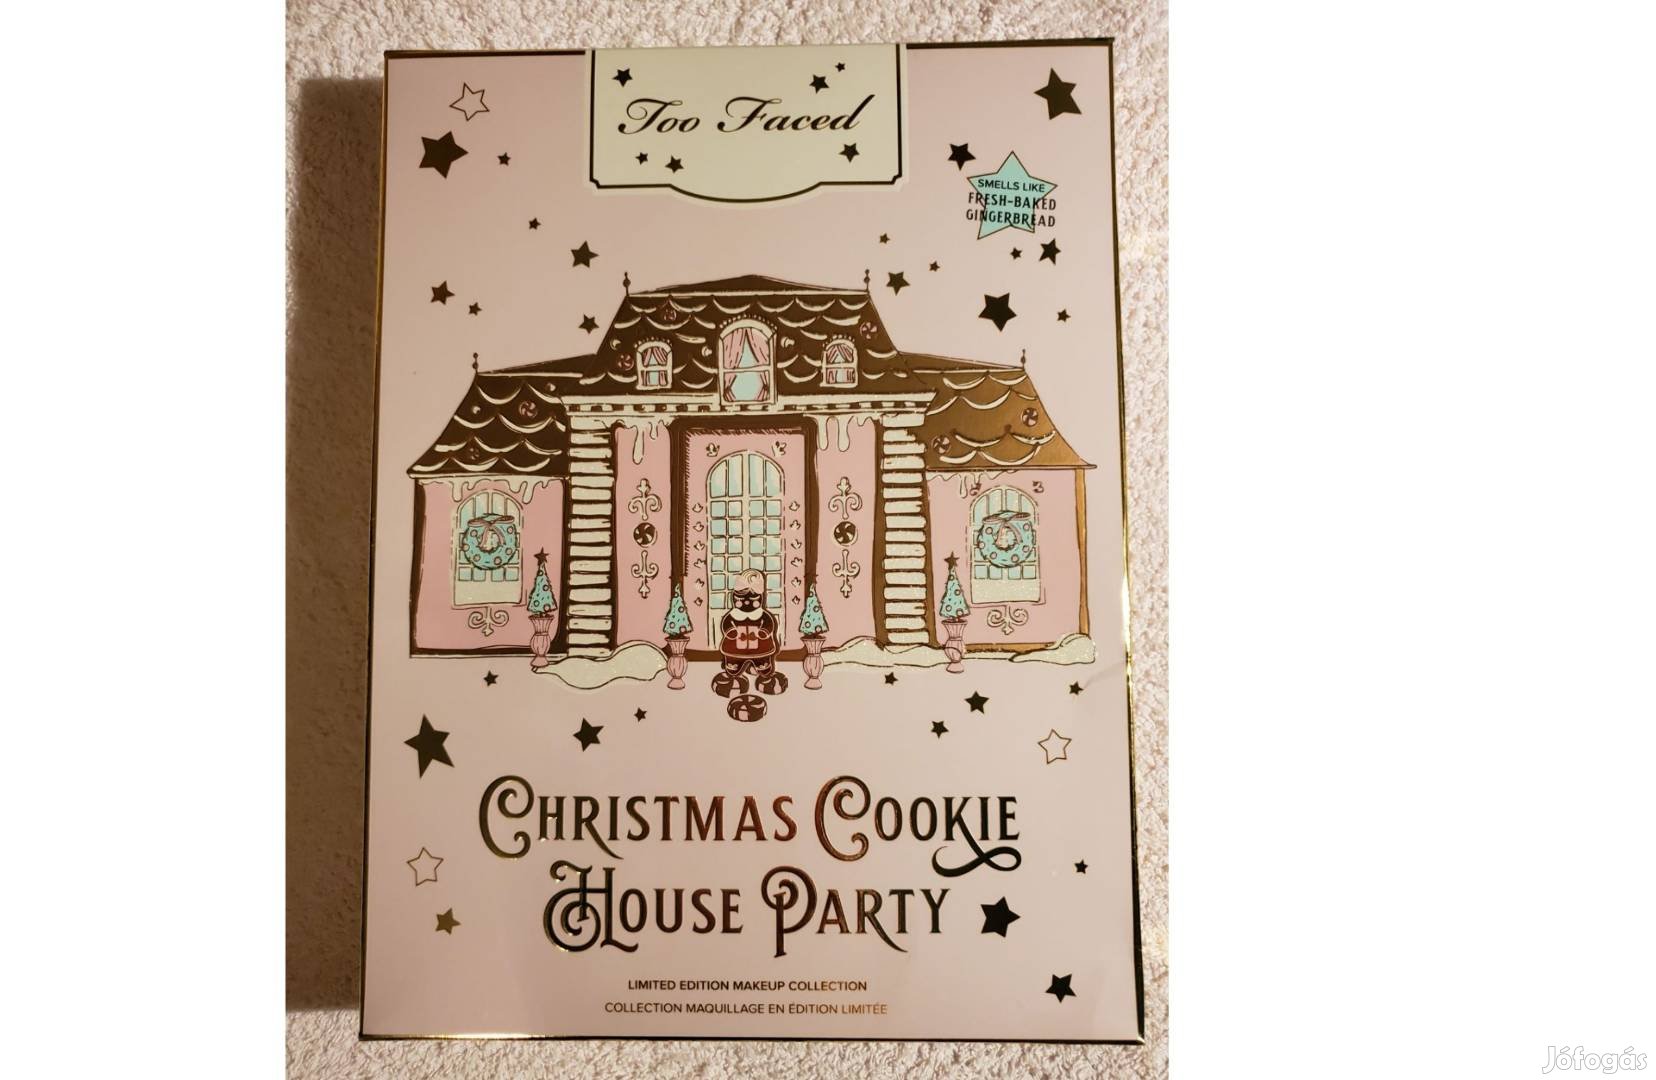 Too Faced
SMELLS LIKE
FRESH-BAKED
GINGERBREAD
CHRISTMAS COOKIE
HOUSE PARTY
LIMITED EDITION MAKEUP COLLECTION
COLLECTION MAQUILLAGE EN ÉDITION LIMITÉE
Jófogás